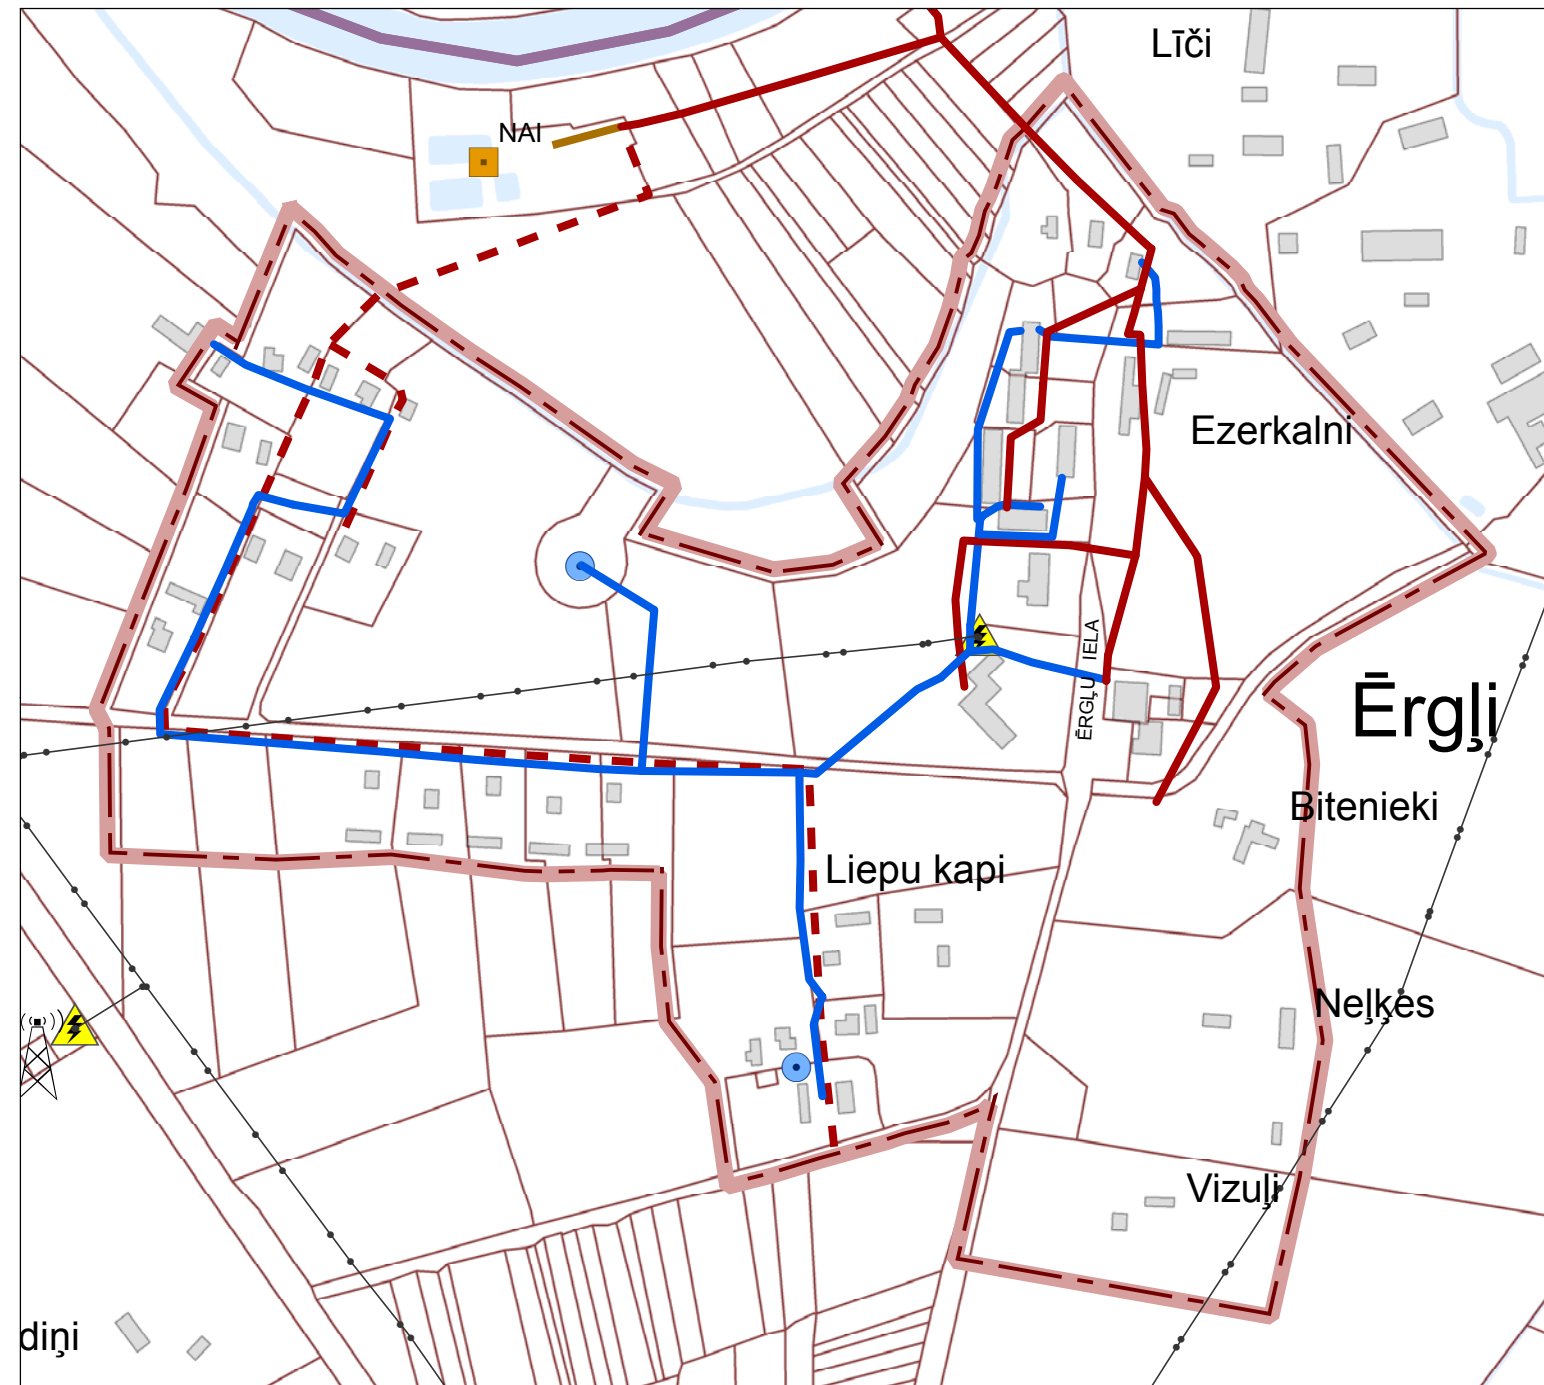 Līči
NAI
Ezerkalni
ĒRGĻU IELA
Ērgļi
Bitenieki
Liepu kapi
Neļķes
Vizuļi
diņi